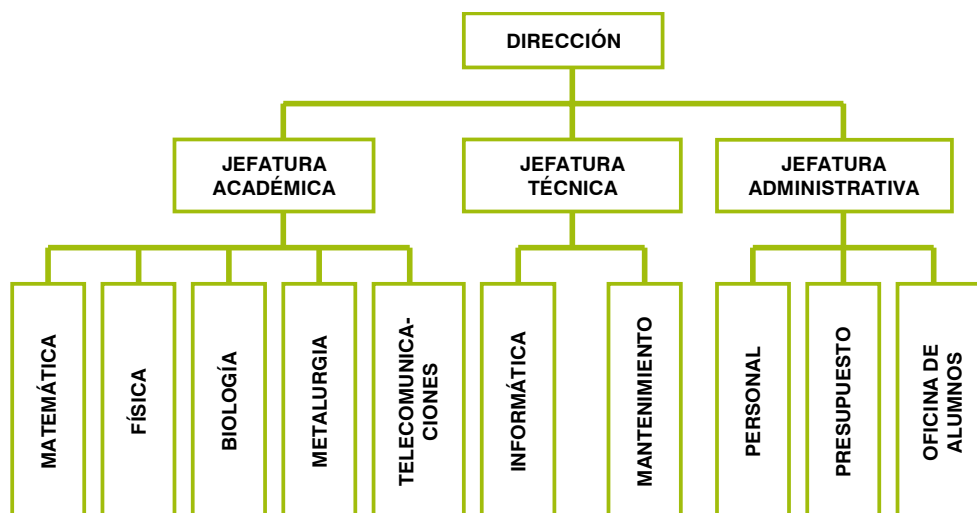 DIRECCIÓN
JEFATURA
ACADÉMICA
JEFATURA
TÉCNICA
JEFATURA
ADMINISTRATIVA
MATEMÁTICA
FÍSICA
BIOLOGÍA
METALURGIA
TELECOMUNICA-
CIONES
INFORMÁTICA
MANTENIMIENTO
PERSONAL
PRESUPUESTO
OFICINA DE
ALUMNOS